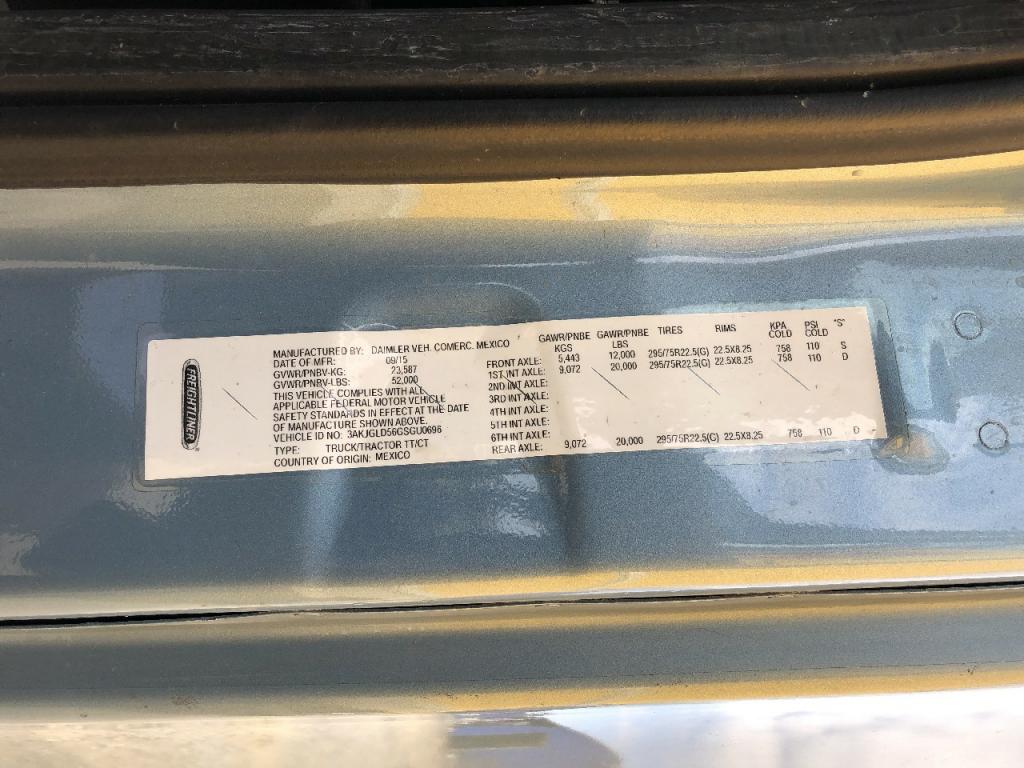 FREIGHTLINER
MANUFACTURED BY: DAIMLER VEH. COMERC. MEXICO
DATE OF MFR: 09/15
GVWR/PNBV-KG: 23,587
GVWR/PNBV-LBS: 52,000
THIS VEHICLE COMPLIES WITH ALL
APPLICABLE FEDERAL MOTOR VEHICLE
SAFETY STANDARDS IN EFFECT AT THE DATE
OF MANUFACTURE SHOWN ABOVE.
VEHICLE ID NO: 3AKJGLD56GSGU0696
TYPE: TRUCK/TRACTOR TT/CT
COUNTRY OF ORIGIN: MEXICO
GAWR/PNBE GAWR/PNBE TIRES RIMS KPA PSI "S"
KGS LBS COLD COLD
FRONT AXLE: 5,443 12,000 295/75R22.5(G) 22.5X8.25 758 110 S
1ST INT AXLE: 9,072 20,000 295/75R22.5(G) 22.5X8.25 758 110 D
2ND INT AXLE:
3RD INT AXLE:
4TH INT AXLE:
5TH INT AXLE:
6TH INT AXLE:
REAR AXLE: 9,072 20,000 295/75R22.5(G) 22.5X8.25 758 110 D